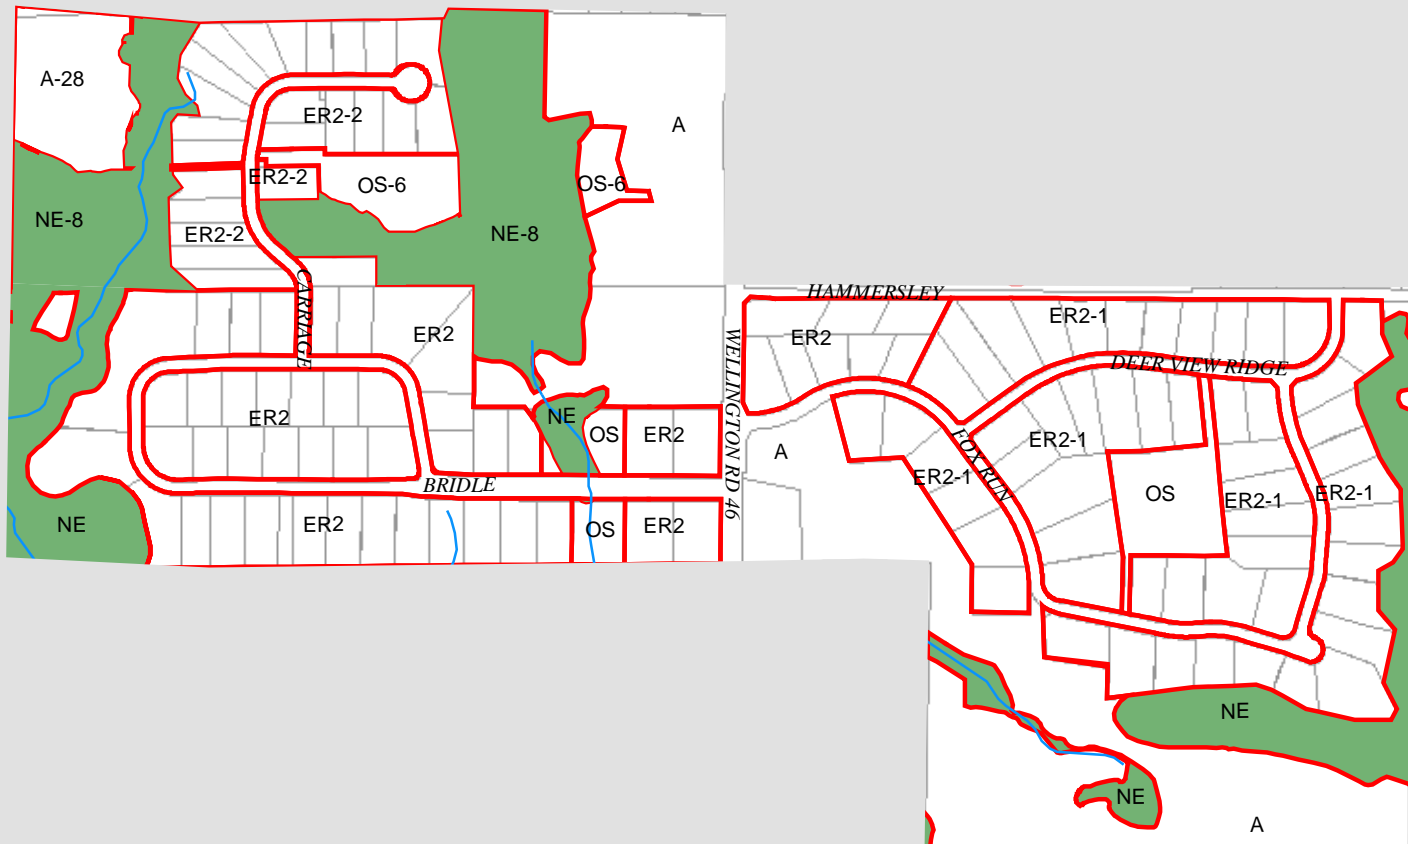 A-28
ER2-2
A
ER2-2
OS-6
OS-6
NE-8
ER2-2
NE-8
CARRIAGE
HAMMERSLEY
ER2
ER2
ER2-1
DEER VIEW RIDGE
WELLINGTON RD 46
ER2
NE
OS
ER2
A
ER2-1
FOX RUN
ER2-1
BRIDLE
OS
ER2-1
ER2-1
NE
ER2
OS
ER2
NE
NE
A